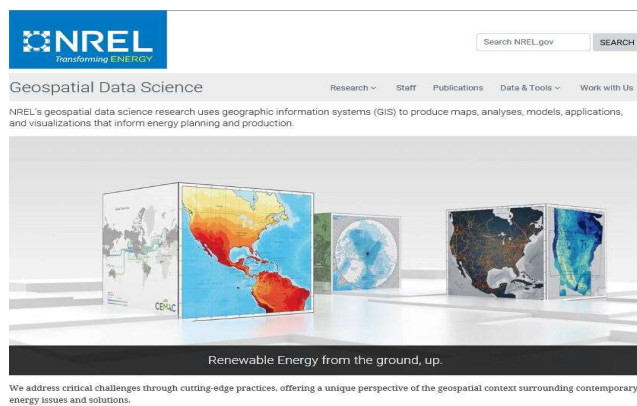 NREL
Transforming ENERGY
Search NREL.gov
SEARCH
Geospatial Data Science
Research
Staff
Publications
Data & Tools
Work with Us
NREL's geospatial data science research uses geographic information systems (GIS) to produce maps, analyses, models, applications,
and visualizations that inform energy planning and production.
CEMAC
Renewable Energy from the ground, up.
We address critical challenges through cutting-edge practices, offering a unique perspective of the geospatial context surrounding contemporary
energy issues and solutions.